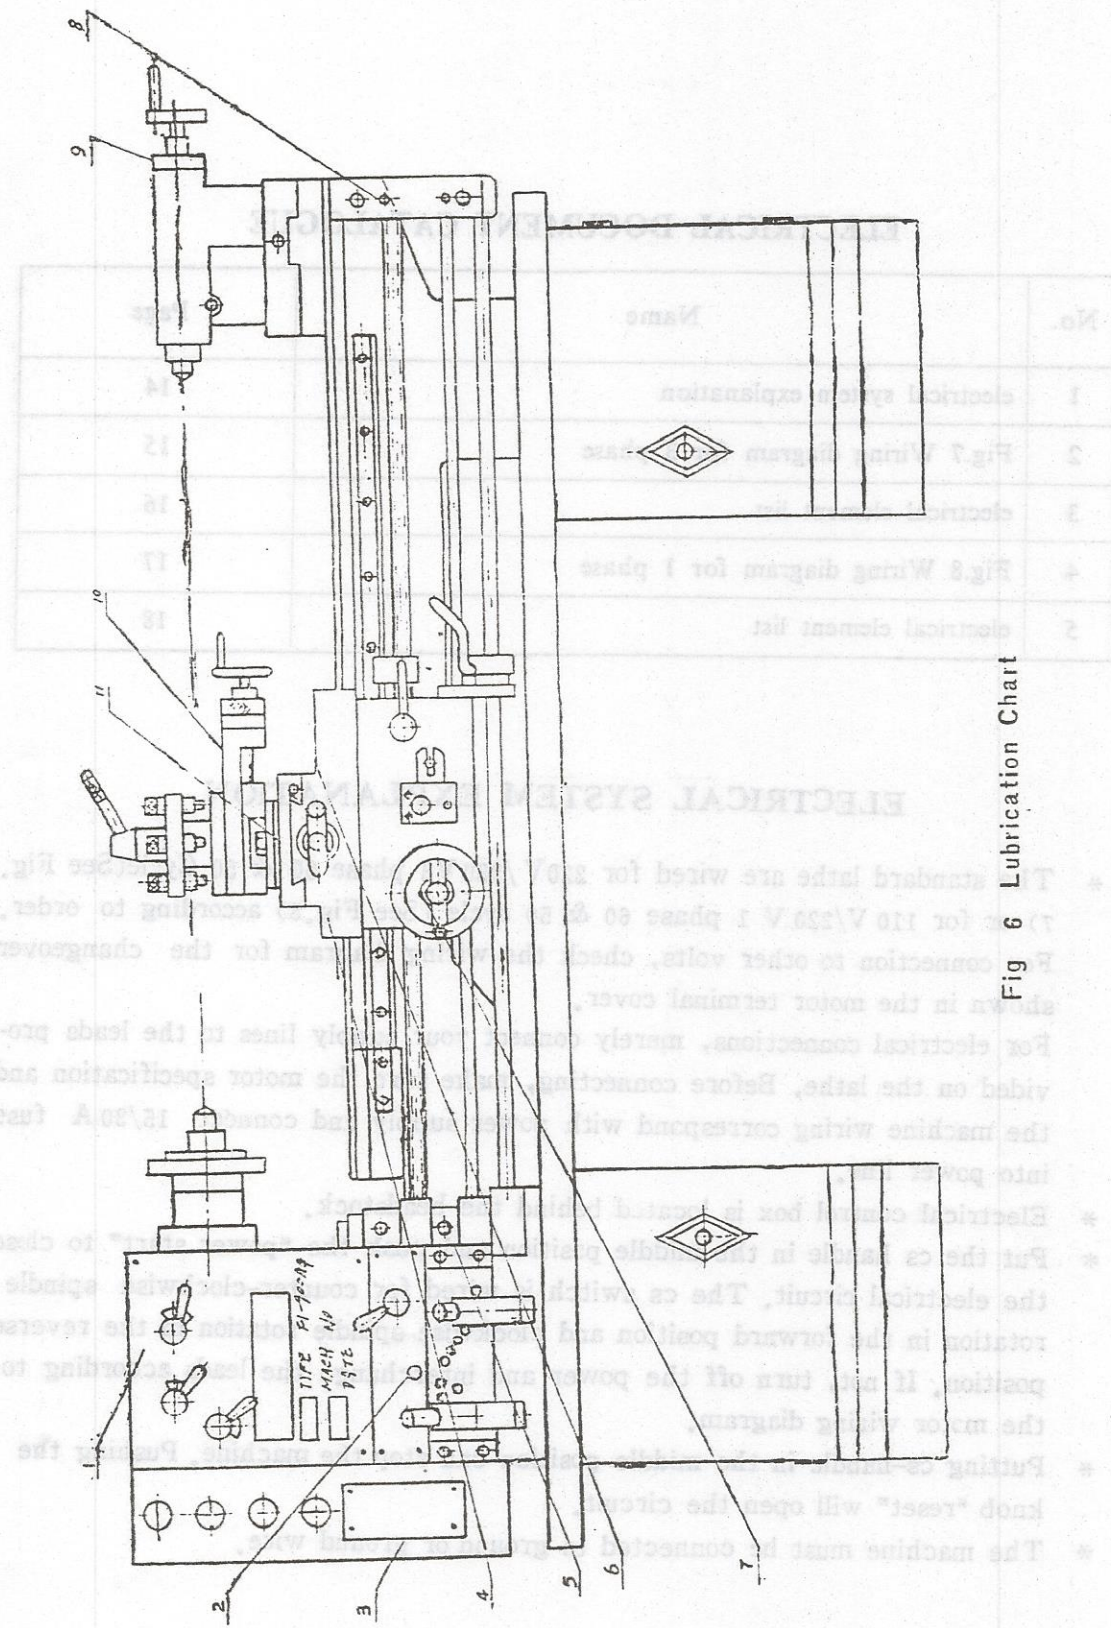 8
9
10
11
1
2
3
4
5
6
7
TYPE
MACH No
DATE
Fig 6 Lubrication Chart
ELECTRICAL DOCUMENT CATALOGUE
No. Name Page
1 electrical system explanation 14
2 Fig.7 Wiring diagram phase 15
3 electrical element list 16
4 Fig.8 Wiring diagram for 1 phase 17
5 electrical element list 18
ELECTRICAL SYSTEM EXPLANATION
* The standard lathe are wired for 220V phase (See Fig.
7) or for 110 V/220 V 1 phase 60 & 50 (See Fig.8) according to order.
For connection to other volts, check the wiring diagram for the changeover
shown in the motor terminal cover.
For electrical connections, merely connect your supply lines to the leads pro-
vided on the lathe, Before connecting, make sure the motor specification and
the machine wiring correspond with power supply and connect 15/30 A fuse
into power line.
* Electrical control box is located behind the headstock.
* Put the cs handle in the middle position push the "power start" to close
the electrical circuit. The cs switch is wired for counter-clockwise spindle
rotation in the forward position and clockwise spindle rotation in the reverse
position. If not, turn off the power and interchange the leads according to
the motor wiring diagram.
* Putting cs-handle in the middle position can stop the machine. Pushing the
knob "reset" will open the circuit.
* The machine must be connected to ground or ground wire.